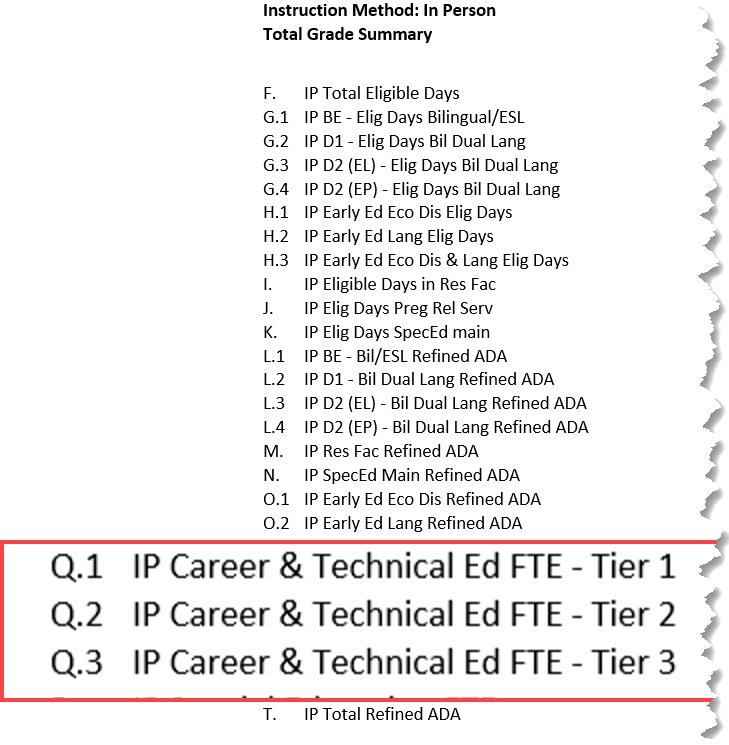 Instruction Method: In Person
Total Grade Summary
F. IP Total Eligible Days
G.1 IP BE - Elig Days Bilingual/ESL
G.2 IP D1 - Elig Days Bil Dual Lang
G.3 IP D2 (EL) - Elig Days Bil Dual Lang
G.4 IP D2 (EP) - Elig Days Bil Dual Lang
H.1 IP Early Ed Eco Dis Elig Days
H.2 IP Early Ed Lang Elig Days
H.3 IP Early Ed Eco Dis & Lang Elig Days
I. IP Eligible Days in Res Fac
J. IP Elig Days Preg Rel Serv
K. IP Elig Days SpecEd main
L.1 IP BE - Bil/ESL Refined ADA
L.2 IP D1 - Bil Dual Lang Refined ADA
L.3 IP D2 (EL) - Bil Dual Lang Refined ADA
L.4 IP D2 (EP) - Bil Dual Lang Refined ADA
M. IP Res Fac Refined ADA
N. IP SpecEd Main Refined ADA
O.1 IP Early Ed Eco Dis Refined ADA
O.2 IP Early Ed Lang Refined ADA
Q.1 IP Career & Technical Ed FTE - Tier 1
Q.2 IP Career & Technical Ed FTE - Tier 2
Q.3 IP Career & Technical Ed FTE - Tier 3
T. IP Total Refined ADA